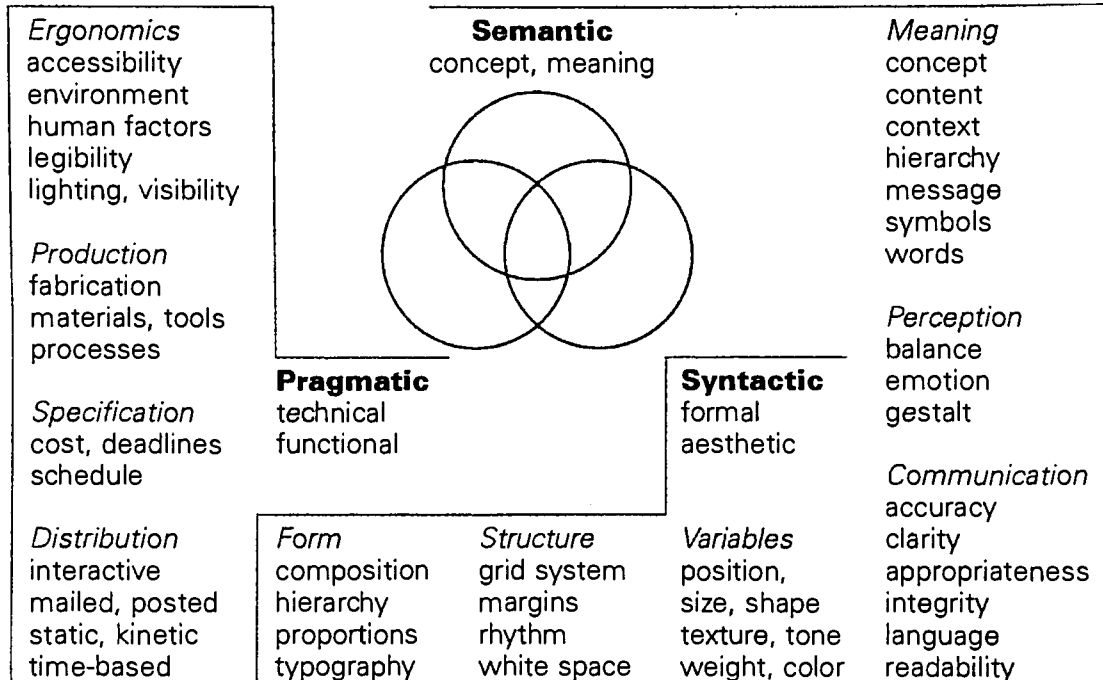 Ergonomics
accessibility
environment
human factors
legibility
lighting, visibility
Production
fabrication
materials, tools
processes
Specification
cost, deadlines
schedule
Distribution
interactive
mailed, posted
static, kinetic
time-based
Semantic
concept, meaning
Pragmatic
technical
functional
Syntactic
formal
aesthetic
Form
composition
hierarchy
proportions
typography
Structure
grid system
margins
rhythm
white space
Variables
position,
size, shape
texture, tone
weight, color
Meaning
concept
content
context
hierarchy
message
symbols
words
Perception
balance
emotion
gestalt
Communication
accuracy
clarity
appropriateness
integrity
language
readability